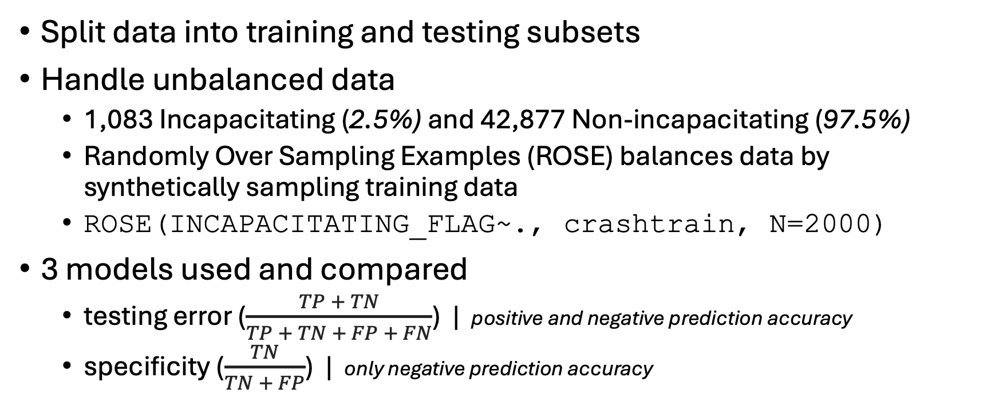 • Split data into training and testing subsets
• Handle unbalanced data
• 1,083 Incapacitating (2.5%) and 42,877 Non-incapacitating (97.5%)
• Randomly Over Sampling Examples (ROSE) balances data by
synthetically sampling training data
• ROSE(INCAPACITATING_FLAG~., crashtrain, N=2000)
• 3 models used and compared
• testing error (\frac{TP + TN}{TP + TN + FP + FN}) | positive and negative prediction accuracy
• specificity (\frac{TN}{TN + FP}) | only negative prediction accuracy